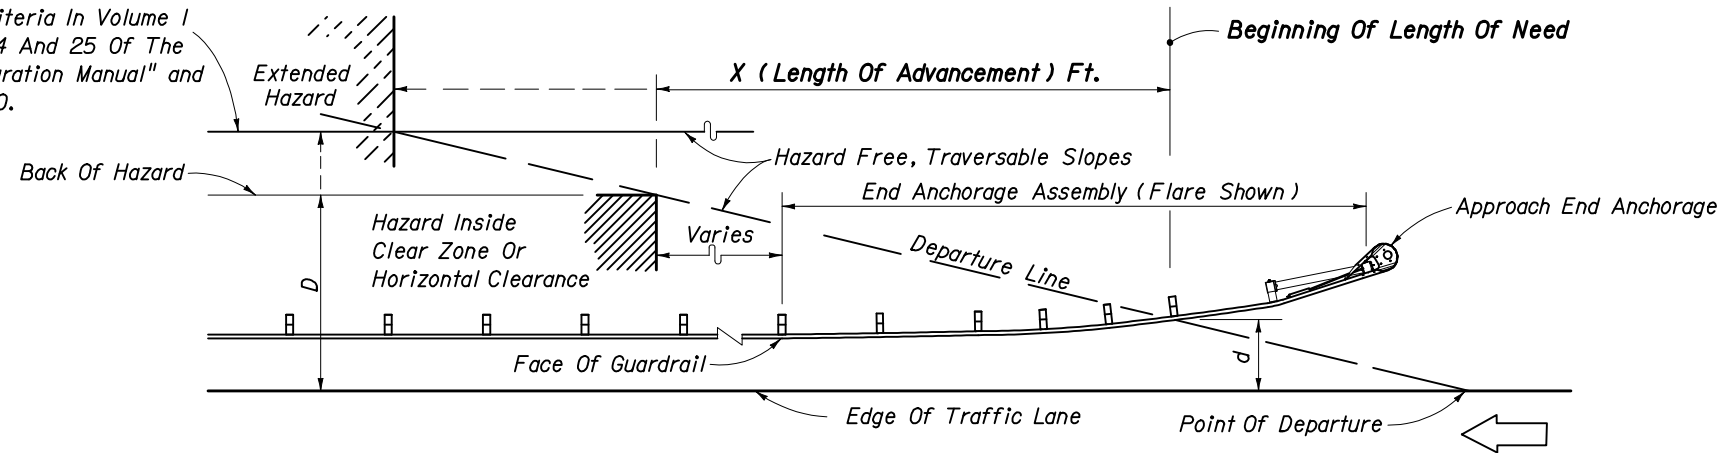 iteria In Volume I
4 And 25 Of The
uration Manual" and
0.
Extended
Hazard
X (Length Of Advancement) Ft.
Beginning Of Length Of Need
Back Of Hazard
Hazard Free, Traversable Slopes
End Anchorage Assembly (Flare Shown)
Approach End Anchorage
Hazard Inside
Clear Zone Or
Horizontal Clearance
Varies
Departure Line
D
d
Face Of Guardrail
Edge Of Traffic Lane
Point Of Departure